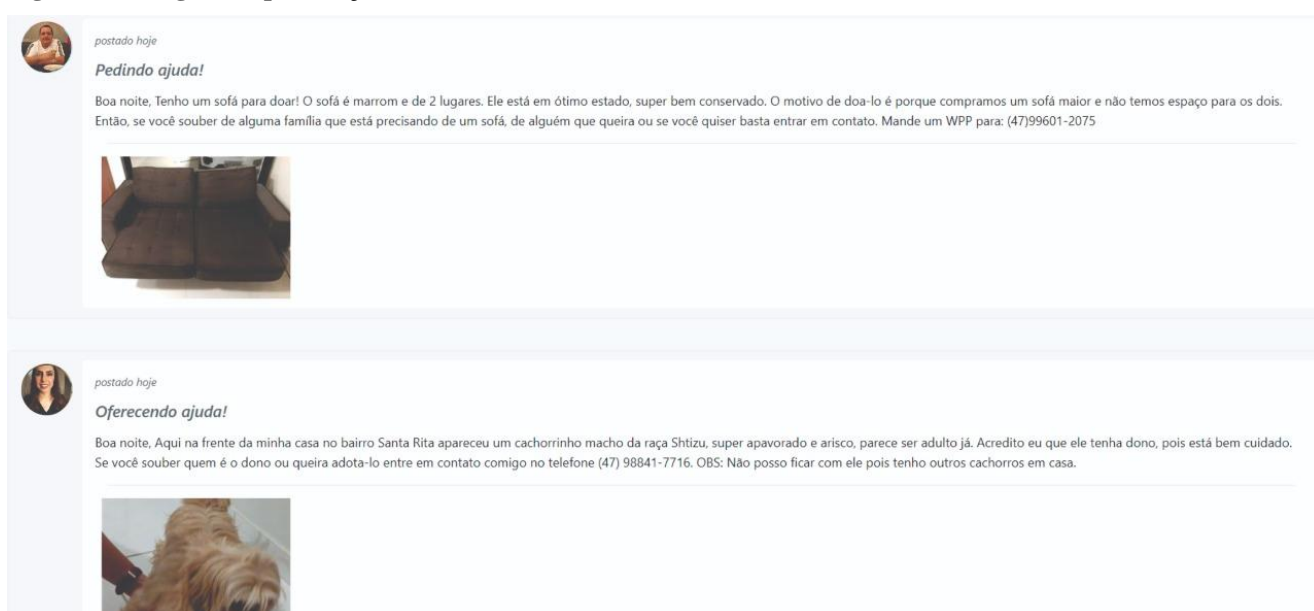 postado hoje
Pedindo ajuda!
Boa noite, Tenho um sofá para doar! O sofá é marrom e de 2 lugares. Ele está em ótimo estado, super bem conservado. O motivo de doa-lo é porque compramos um sofá maior e não temos espaço para os dois.
Então, se você souber de alguma família que está precisando de um sofá, de alguém que queira ou se você quiser basta entrar em contato. Mande um WPP para: (47)99601-2075
postado hoje
Oferecendo ajuda!
Boa noite, Aqui na frente da minha casa no bairro Santa Rita apareceu um cachorrinho macho da raça Shtizu, super apavorado e arisco, parece ser adulto já. Acredito eu que ele tenha dono, pois está bem cuidado.
Se você souber quem é o dono ou queira adota-lo entre em contato comigo no telefone (47) 98841-7716. OBS: Não posso ficar com ele pois tenho outros cachorros em casa.